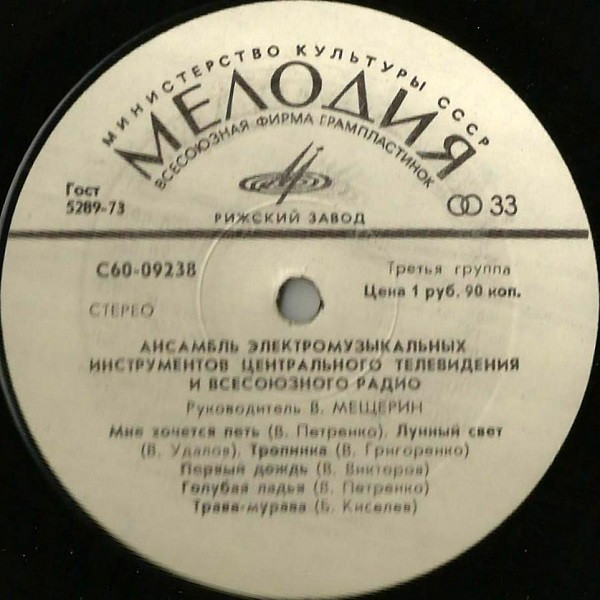 МИНИСТЕРСТВО КУЛЬТУРЫ СССР
МЕЛОДИЯ
ВСЕСОЮЗНАЯ ФИРМА ГРАМПЛАСТИНОК
Гост
5289-73
33
РИЖСКИЙ ЗАВОД
С60-09238
Третья группа
Цена 1 руб. 90 коп.
СТЕРЕО
АНСАМБЛЬ ЭЛЕКТРОМУЗЫКАЛЬНЫХ
ИНСТРУМЕНТОВ ЦЕНТРАЛЬНОГО ТЕЛЕВИДЕНИЯ
И ВСЕСОЮЗНОГО РАДИО
Руководитель В. МЕЩЕРИН
Мне хочется петь (В. Петренко), Лунный свет
(В. Удалов), Тропинка (В. Григоренко)
Первый дождь (В. Викторов)
Голубая ладья (В. Петренко)
Трава-мурава (Б. Киселев)